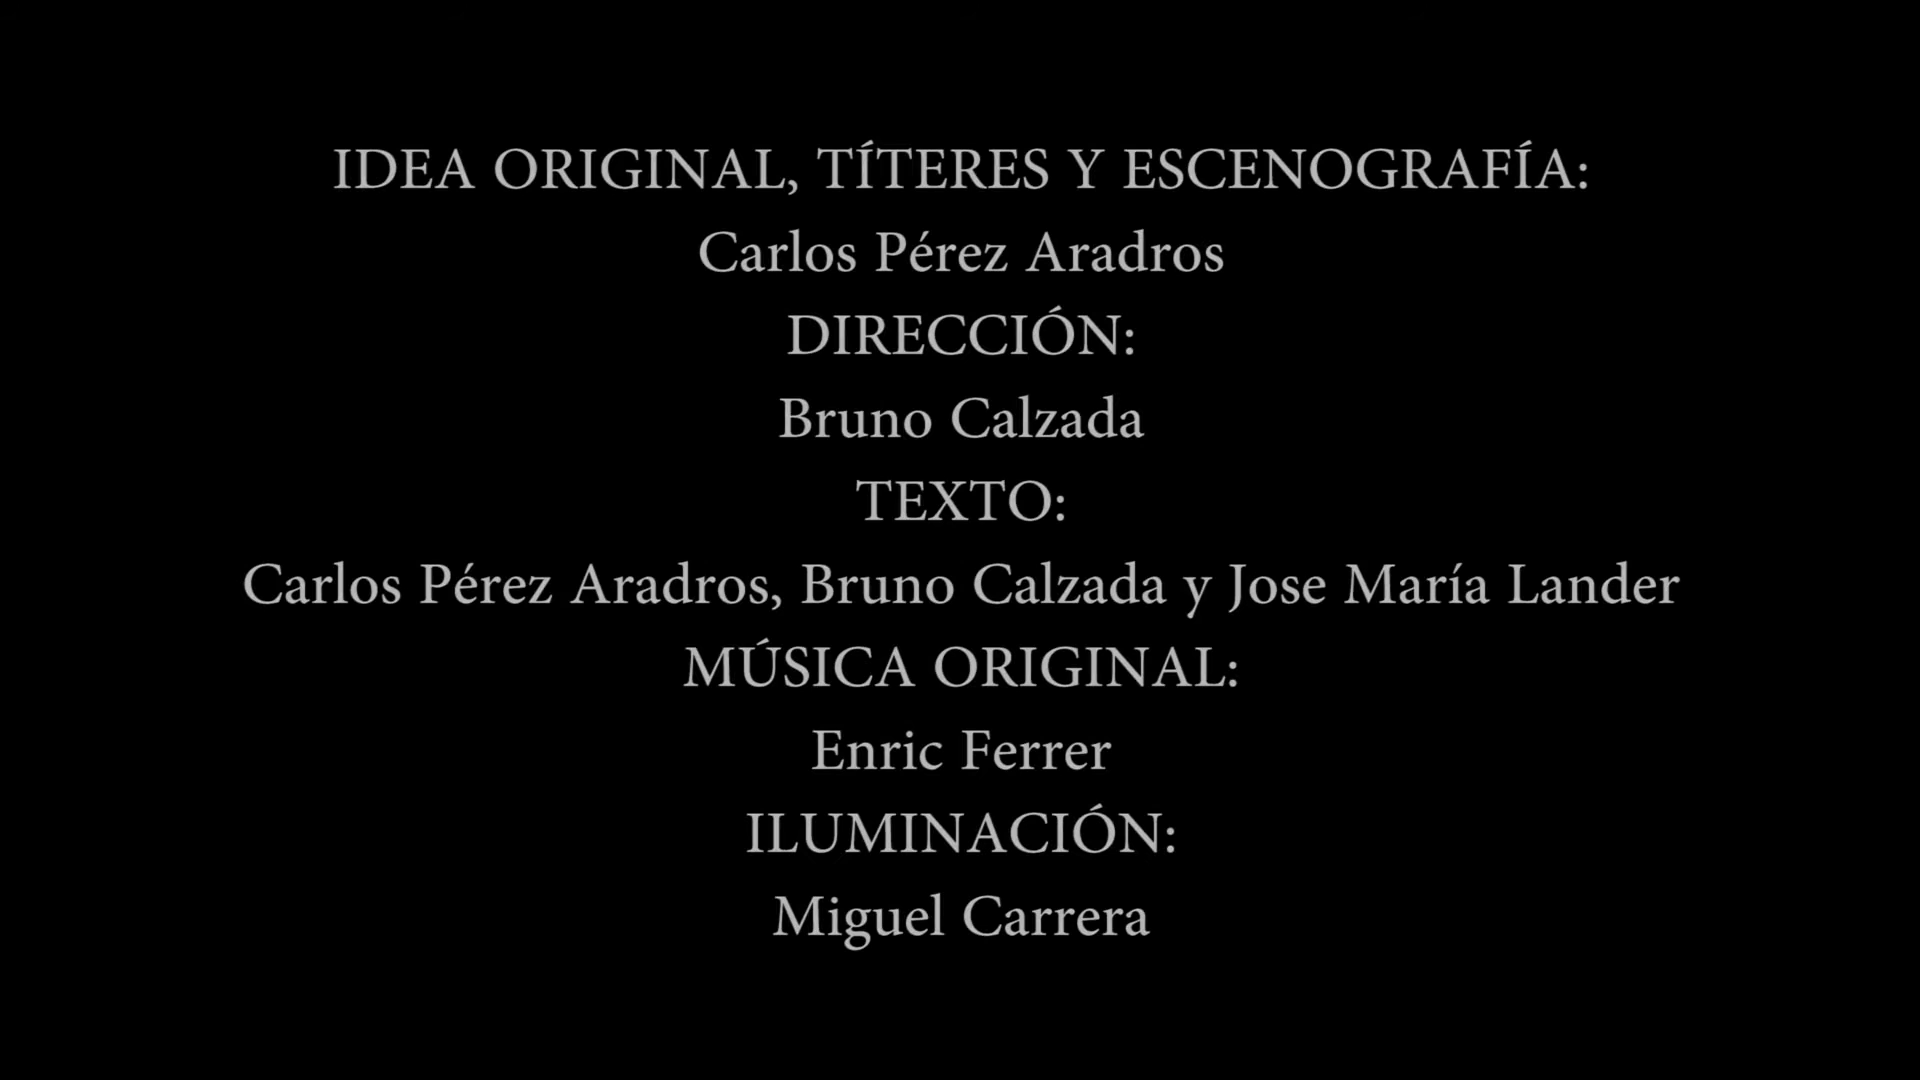 IDEA ORIGINAL, TÍTERES Y ESCENOGRAFÍA:
Carlos Pérez Aradros
DIRECCIÓN:
Bruno Calzada
TEXTO:
Carlos Pérez Aradros, Bruno Calzada y Jose María Lander
MÚSICA ORIGINAL:
Enric Ferrer
ILUMINACIÓN:
Miguel Carrera